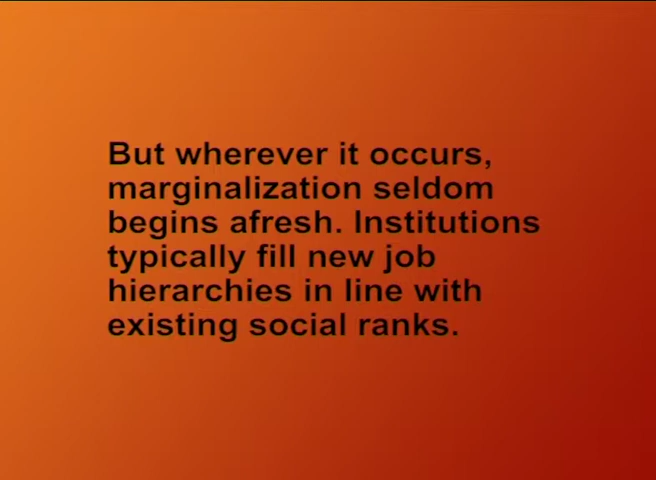 But wherever it occurs,
marginalization seldom
begins afresh. Institutions
typically fill new job
hierarchies in line with
existing social ranks.